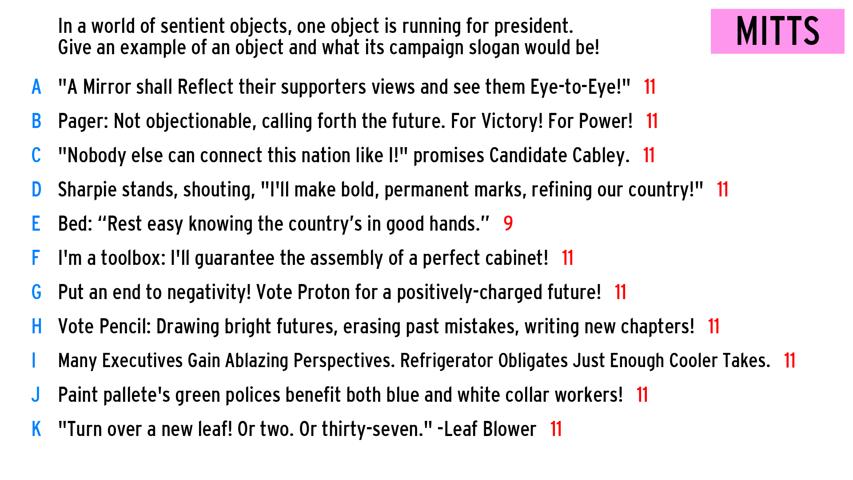 In a world of sentient objects, one object is running for president.
Give an example of an object and what its campaign slogan would be!
MITTS
A "A Mirror shall Reflect their supporters views and see them Eye-to-Eye!" 11
B Pager: Not objectionable, calling forth the future. For Victory! For Power! 11
C "Nobody else can connect this nation like I!" promises Candidate Cabley. 11
D Sharpie stands, shouting, "I'll make bold, permanent marks, refining our country!" 11
E Bed: “Rest easy knowing the country’s in good hands.” 9
F I'm a toolbox: I'll guarantee the assembly of a perfect cabinet! 11
G Put an end to negativity! Vote Proton for a positively-charged future! 11
H Vote Pencil: Drawing bright futures, erasing past mistakes, writing new chapters! 11
I Many Executives Gain Ablazing Perspectives. Refrigerator Obligates Just Enough Cooler Takes. 11
J Paint pallete's green polices benefit both blue and white collar workers! 11
K "Turn over a new leaf! Or two. Or thirty-seven." -Leaf Blower 11